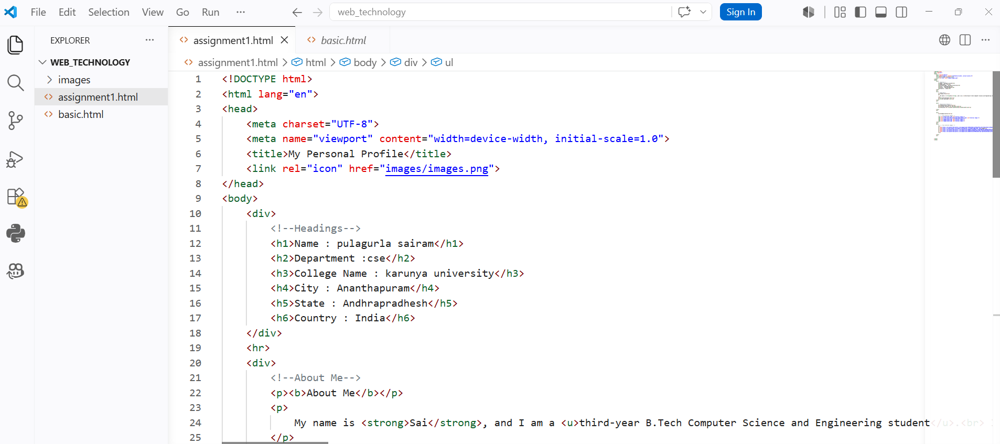 File Edit Selection View Go Run ··· web_technology Sign In
EXPLORER ···
assignment1.html basic.html ···
WEB_TECHNOLOGY
images
assignment1.html
basic.html
assignment1.html > html > body > div > ul
1 <!DOCTYPE html>
2 <html lang="en">
3 <head>
4 <meta charset="UTF-8">
5 <meta name="viewport" content="width=device-width, initial-scale=1.0">
6 <title>My Personal Profile</title>
7 <link rel="icon" href="images/images.png">
8 </head>
9 <body>
10 <div>
11 <!--Headings-->
12 <h1>Name : pulagurla sairam</h1>
13 <h2>Department :cse</h2>
14 <h3>College Name : karunya university</h3>
15 <h4>City : Ananthapuram</h4>
16 <h5>State : Andhrapradhesh</h5>
17 <h6>Country : India</h6>
18 </div>
19 <hr>
20 <div>
21 <!--About Me-->
22 <p><b>About Me</b></p>
23 <p>
24 My name is <strong>Sai</strong>, and I am a <u>third-year B.Tech Computer Science and Engineering student</u>.<br>
25 </p>